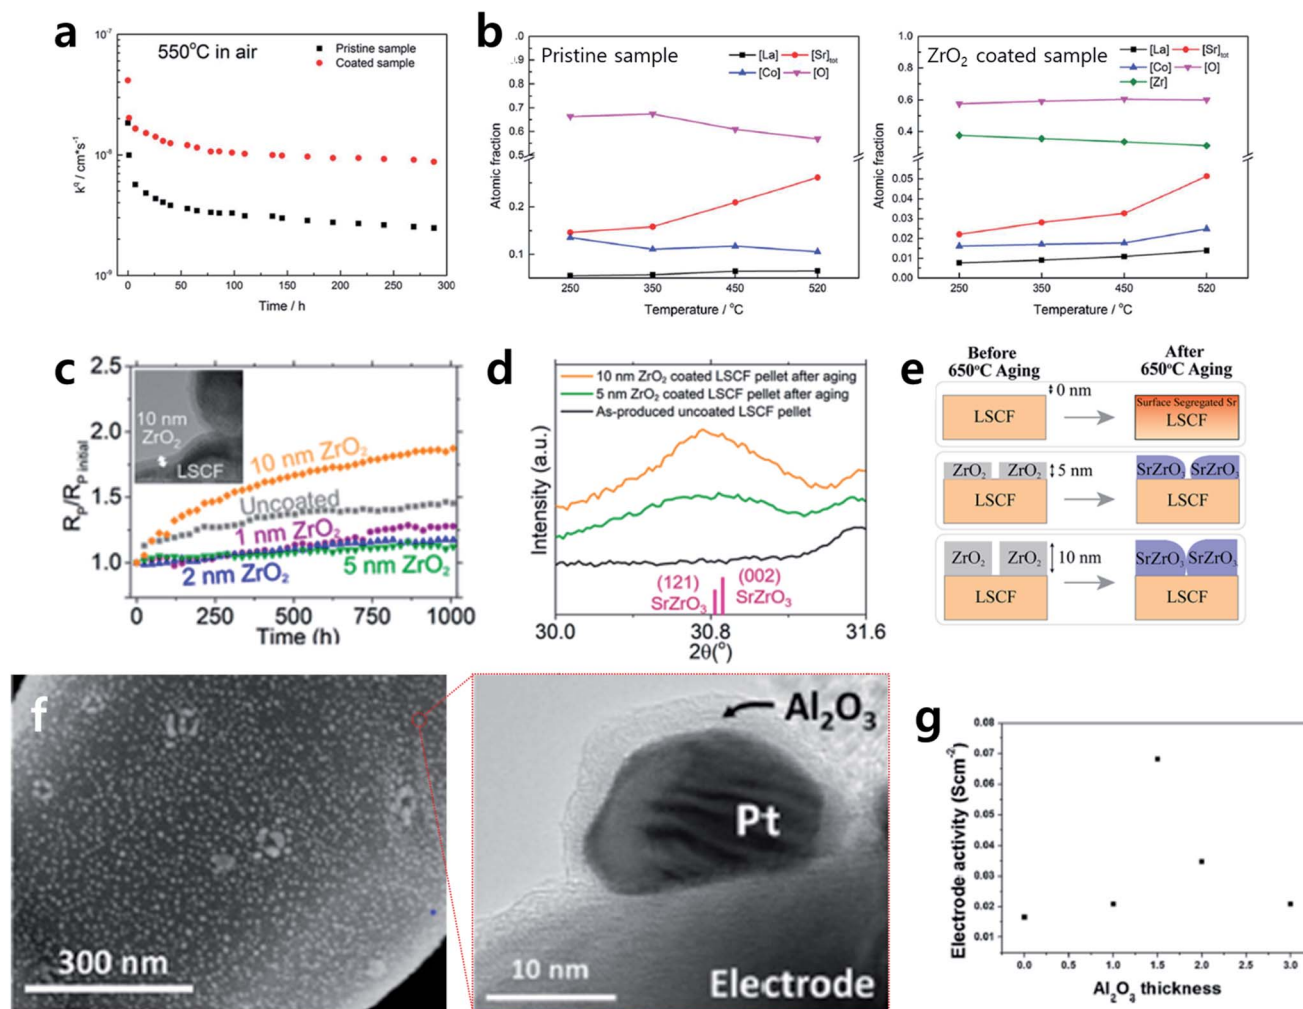 a
550°C in air
Pristine sample
Coated sample
10⁻⁷
10⁻⁸
10⁻⁹
k^q / cm*s⁻¹
0 50 100 150 200 250 300
Time / h
b
Pristine sample
[La] [Sr]tot
[Co] [O]
1.0
0.9
0.8
0.7
0.6
0.5
0.2
0.1
Atomic fraction
250 350 450 520
Temperature / °C
ZrO₂ coated sample
[La] [Sr]tot
[Co] [O]
[Zr]
1.0
0.8
0.6
0.4
0.05
0.04
0.03
0.02
0.01
0.00
Atomic fraction
250 350 450 520
Temperature / °C
c
2.5
2.0
1.5
1.0
R_P/R_P initial
10 nm
ZrO₂
LSCF
10 nm ZrO₂
Uncoated
1 nm ZrO₂
2 nm ZrO₂
5 nm ZrO₂
0 250 500 750 1000
Time (h)
d
10 nm ZrO₂ coated LSCF pellet after aging
5 nm ZrO₂ coated LSCF pellet after aging
As-produced uncoated LSCF pellet
Intensity (a.u.)
(121)
SrZrO₃
(002)
SrZrO₃
30.0 30.8 31.6
2θ(°)
e
Before
650°C Aging
After
650°C Aging
0 nm
LSCF
Surface Segregated Sr
LSCF
ZrO₂ ZrO₂
5 nm
LSCF
SrZrO₃ SrZrO₃
LSCF
ZrO₂ ZrO₂
10 nm
LSCF
SrZrO₃ SrZrO₃
LSCF
f
300 nm
Al₂O₃
Pt
10 nm
Electrode
g
0.08
0.07
0.06
0.05
0.04
0.03
0.02
0.01
Electrode activity (Scm⁻²)
0.0 0.5 1.0 1.5 2.0 2.5 3.0
Al₂O₃ thickness